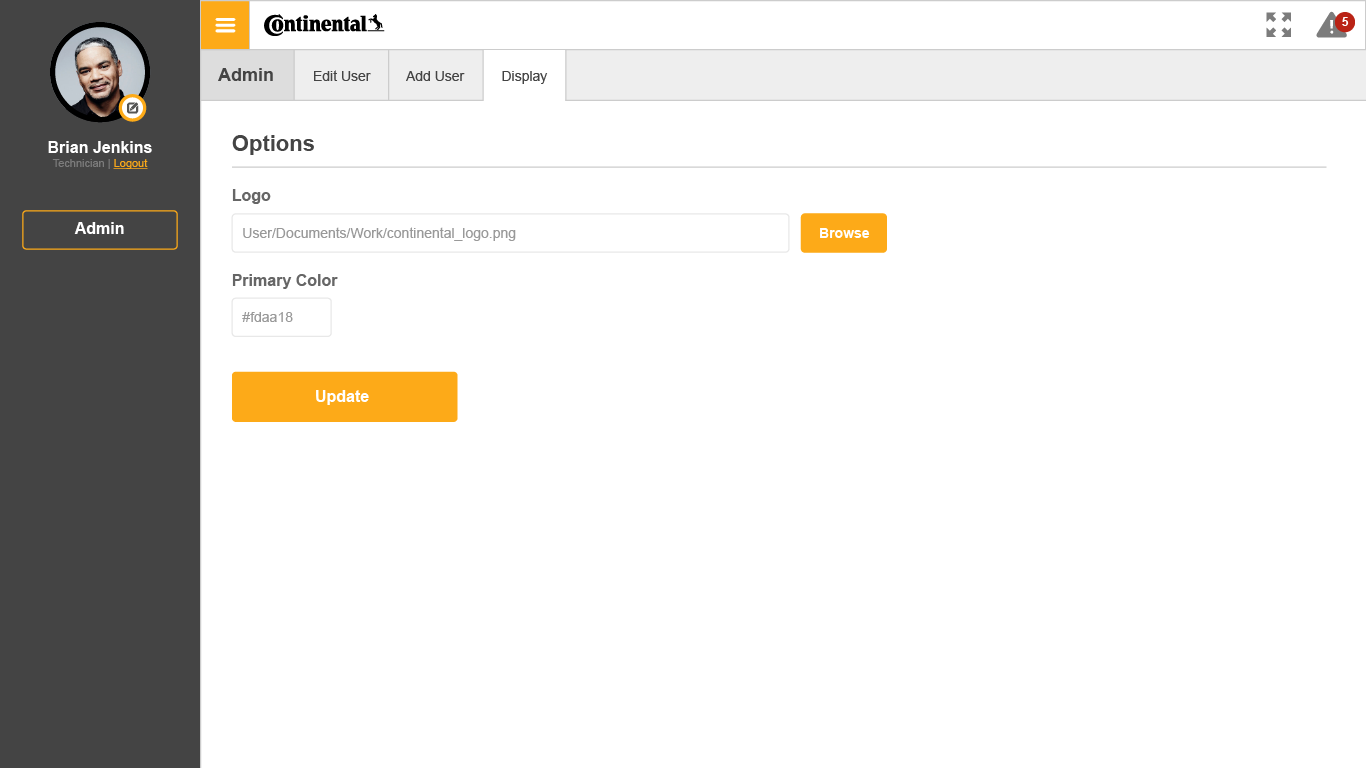 Continental
5
Brian Jenkins
Technician | Logout
Admin
Admin
Edit User
Add User
Display
Options
Logo
User/Documents/Work/continental_logo.png
Browse
Primary Color
#fdaa18
Update